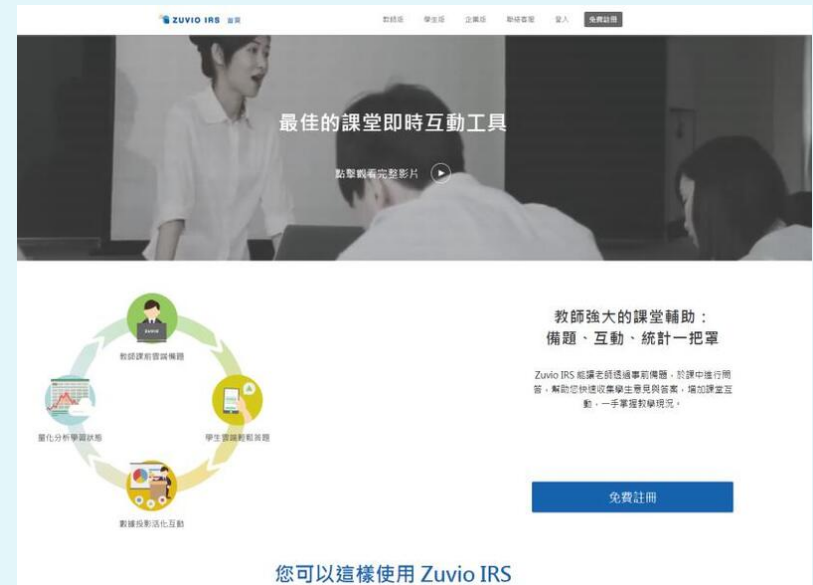 ZUVIO IRS 首頁
教師版 學生版 企業版 聯絡客服 登入 免費註冊
最佳的課堂即時互動工具
點擊觀看完整影片
ZUVIO
教師課前雲端備題
量化分析學習狀態
學生雲端輕鬆答題
數據投影活化互動
教師強大的課堂輔助：
備題、互動、統計一把罩
Zuvio IRS 能讓老師透過事前備題，於課中進行問
答，幫助您快速收集學生意見與答案，增加課堂互
動，一手掌握教學現況。
免費註冊
您可以這樣使用 Zuvio IRS